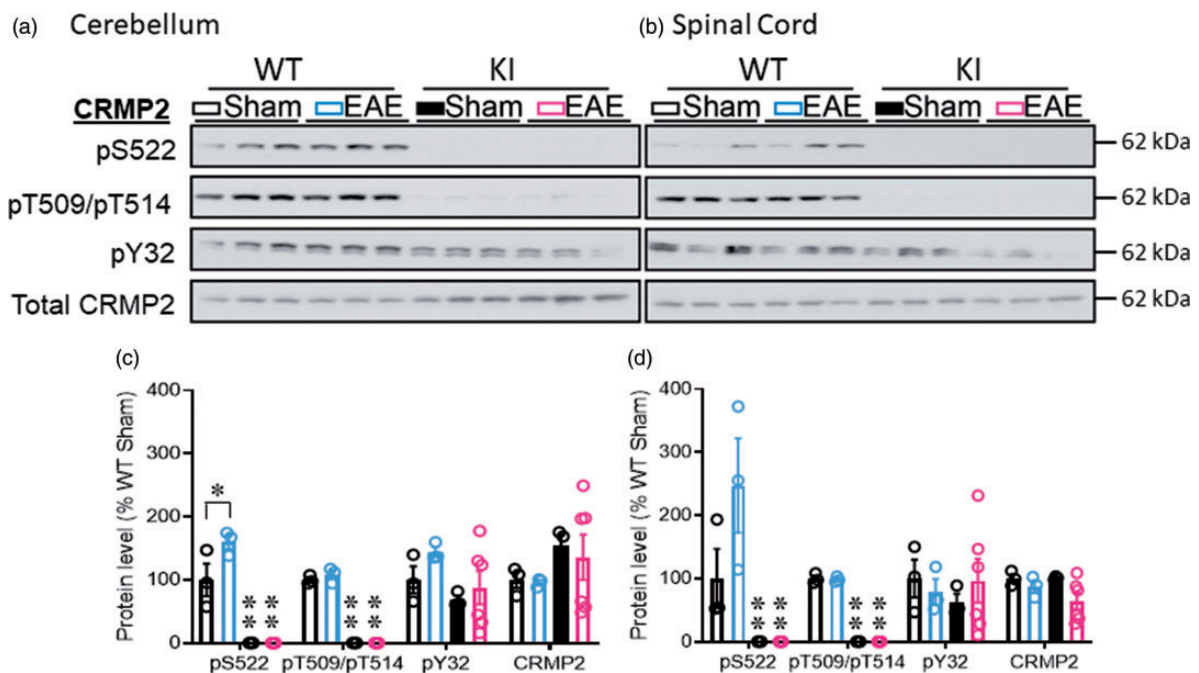 (a) Cerebellum
(b) Spinal Cord
WT KI WT KI
CRMP2 Sham EAE Sham EAE Sham EAE Sham EAE
pS522 62 kDa
pT509/pT514 62 kDa
pY32 62 kDa
Total CRMP2 62 kDa
(c)
Protein level (% WT Sham)
400
300
200
100
0
*
** ** ** **
pS522 pT509/pT514 pY32 CRMP2
(d)
Protein level (% WT Sham)
400
300
200
100
0
** ** ** **
pS522 pT509/pT514 pY32 CRMP2